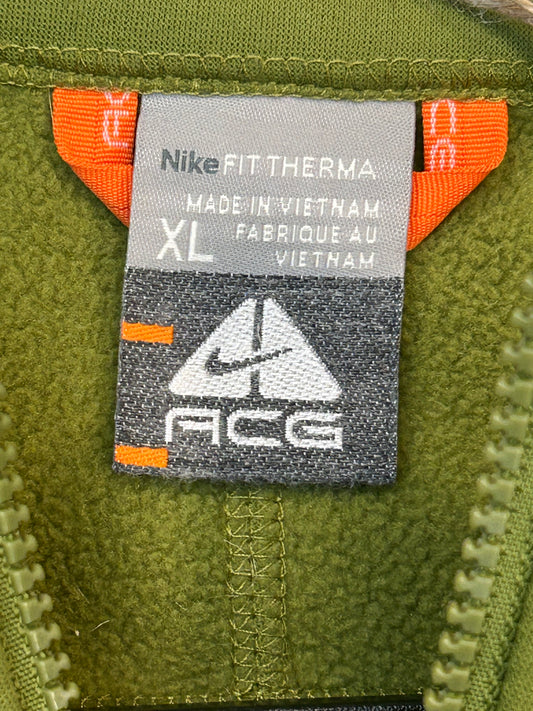 Nike FIT THERMA
MADE IN VIETNAM
XL
FABRIQUE AU
VIETNAM
ACG